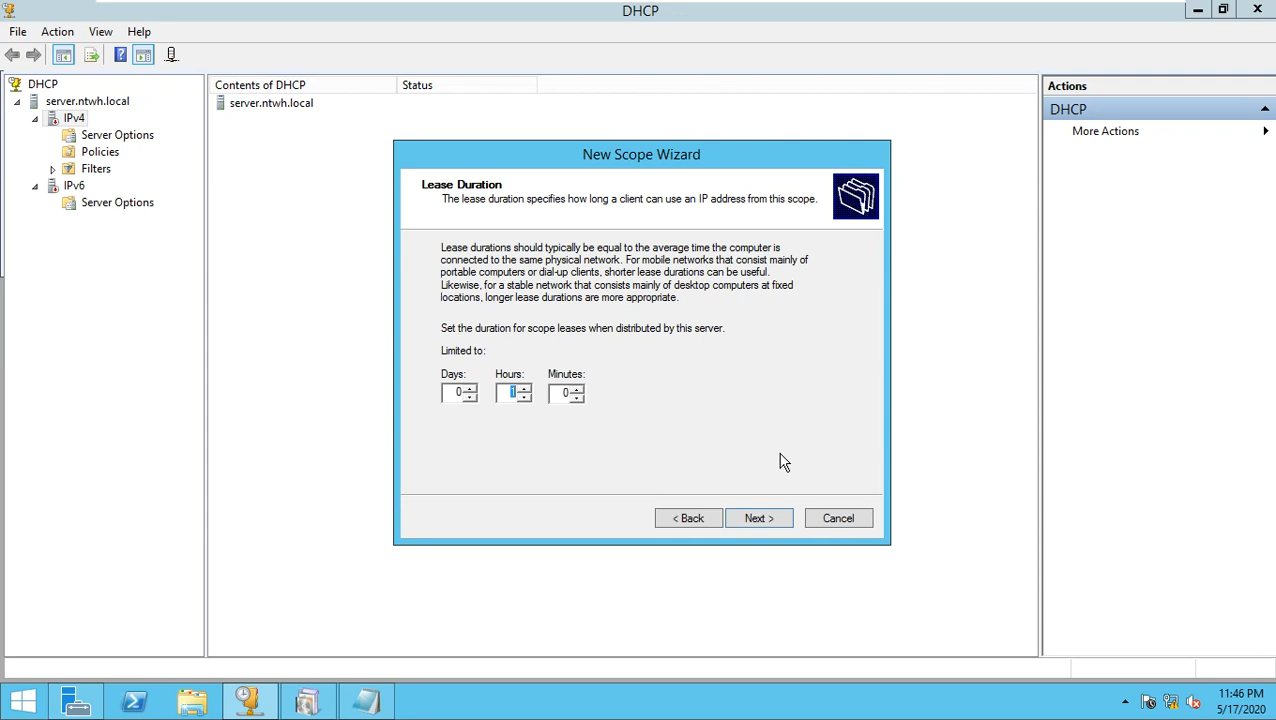 DHCP
File Action View Help
DHCP
server.ntwh.local
IPv4
Server Options
Policies
Filters
IPv6
Server Options
Contents of DHCP Status
server.ntwh.local
New Scope Wizard
Lease Duration
The lease duration specifies how long a client can use an IP address from this scope.
Lease durations should typically be equal to the average time the computer is
connected to the same physical network. For mobile networks that consist mainly of
portable computers or dial-up clients, shorter lease durations can be useful.
Likewise, for a stable network that consists mainly of desktop computers at fixed
locations, longer lease durations are more appropriate.
Set the duration for scope leases when distributed by this server.
Limited to:
Days: Hours: Minutes:
0 1 0
< Back Next > Cancel
Actions
DHCP
More Actions
11:46 PM
5/17/2020